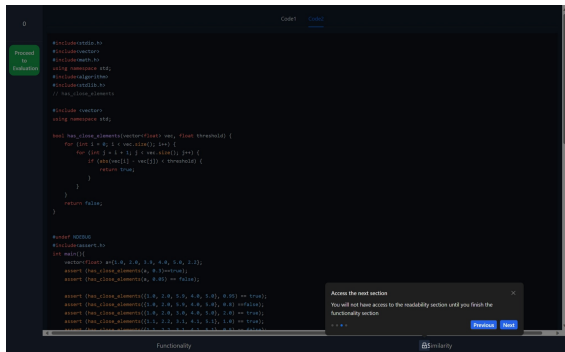 0
Code1 Code2
Proceed
to
Evaluation
#include<stdio.h>
#include<vector>
#include<math.h>
using namespace std;
#include<algorithm>
#include<stdlib.h>
// has_close_elements
#include <vector>
using namespace std;
bool has_close_elements(vector<float> vec, float threshold) {
for (int i = 0; i < vec.size(); i++) {
for (int j = i + 1; j < vec.size(); j++) {
if (abs(vec[i] - vec[j]) < threshold) {
return true;
}
}
}
return false;
}
#undef NDEBUG
#include<assert.h>
int main(){
vector<float> a={1.0, 2.0, 3.9, 4.0, 5.0, 2.2};
assert (has_close_elements(a, 0.3)==true);
assert (has_close_elements(a, 0.05) == false);
assert (has_close_elements({1.0, 2.0, 5.9, 4.0, 5.0}, 0.95) == true);
assert (has_close_elements({1.0, 2.0, 5.9, 4.0, 5.0}, 0.8) ==false);
assert (has_close_elements({1.0, 2.0, 3.0, 4.0, 5.0}, 2.0) == true);
assert (has_close_elements({1.1, 2.2, 3.1, 4.1, 5.1}, 1.0) == true);
Access the next section
You will not have access to the readability section until you finish the
functionality section
Previous Next
Functionality
Similarity